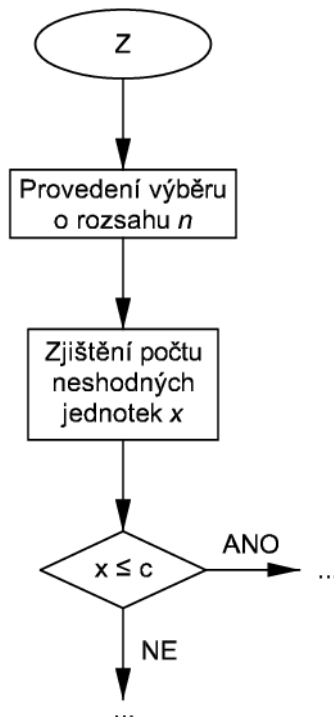 Z
Provedení výběru
o rozsahu n
Zjištění počtu
neshodných
jednotek x
x ≤ c
ANO
...
NE
...